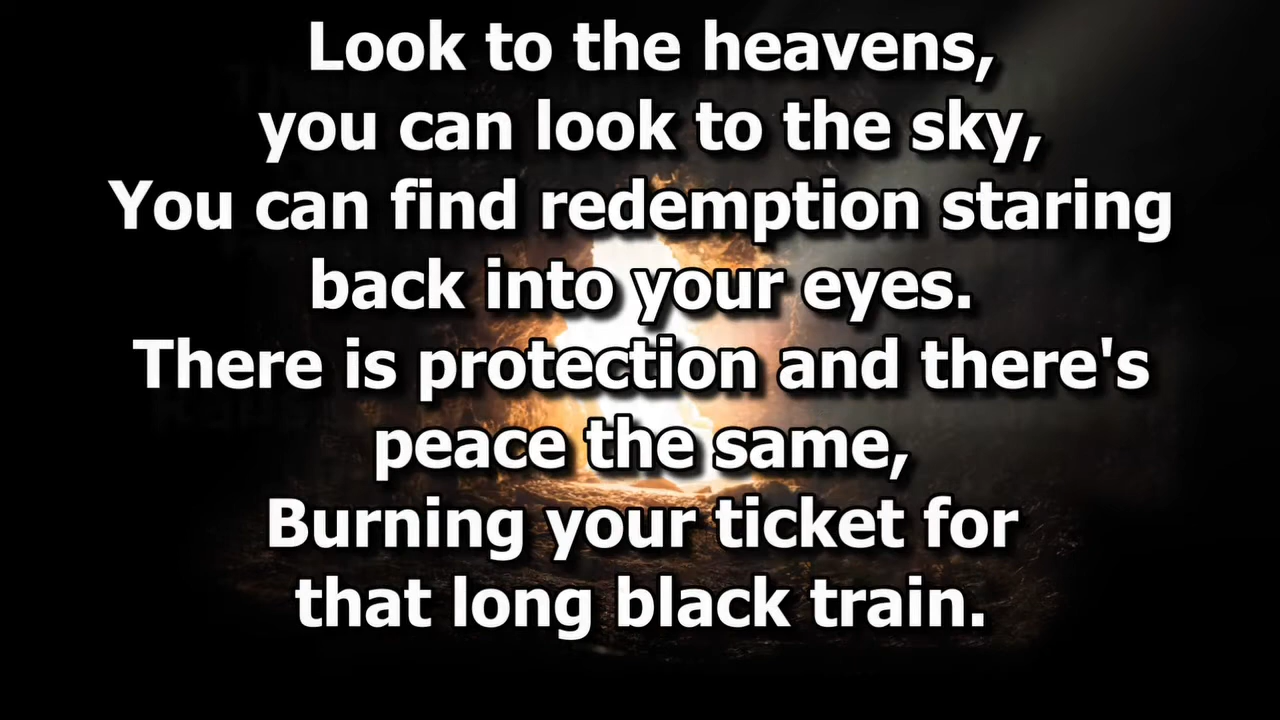 Look to the heavens,
you can look to the sky,
You can find redemption staring
back into your eyes.
There is protection and there's
peace the same,
Burning your ticket for
that long black train.